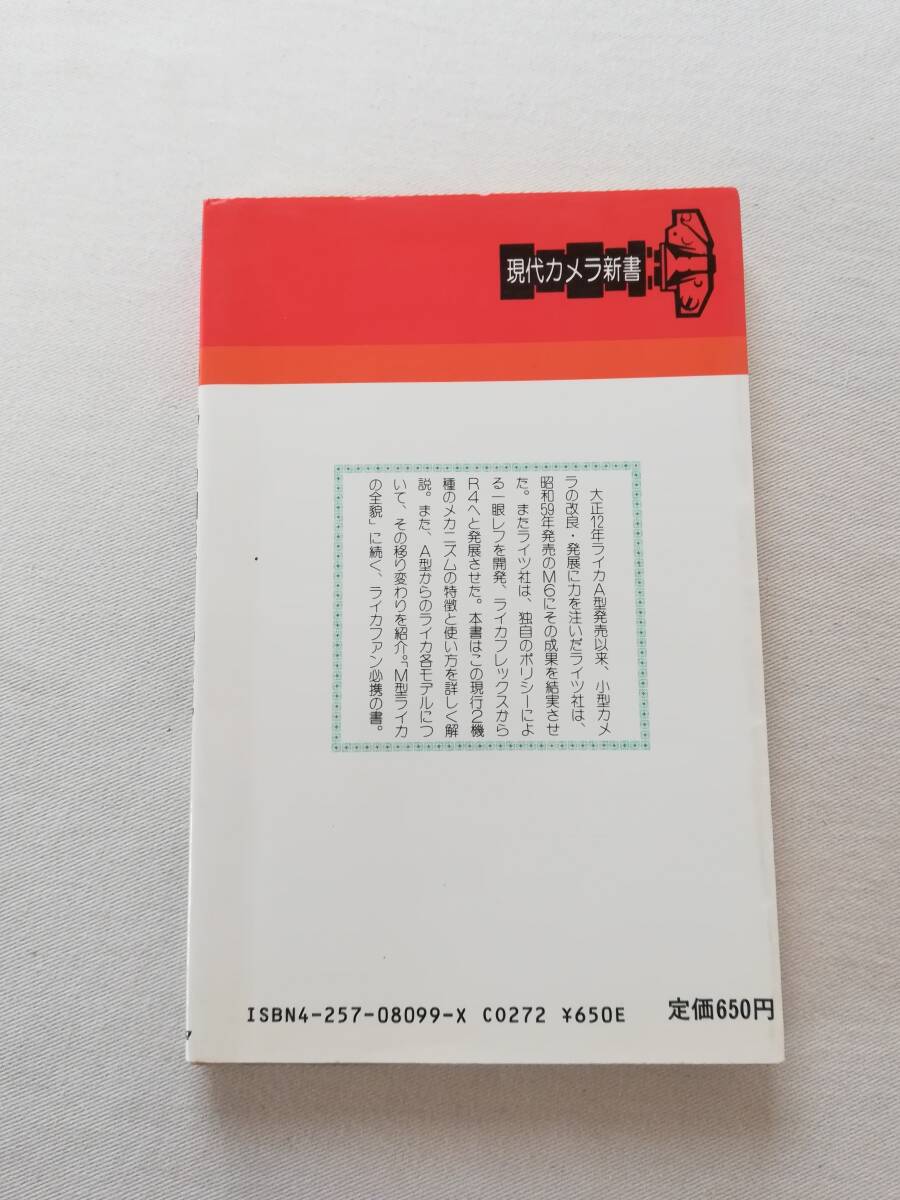 現代カメラ新書
　大正12年ライカA型発売以来、小型カメ
ラの改良・発展に力を注いだライツ社は、
昭和59年発売のM6にその成果を結実させ
た。またライツ社は、独自のポリシーによ
る一眼レフを開発、ライカフレックスから
R4へと発展させた。本書はこの現行2機
種のメカニズムの特徴と使い方を詳しく解
説。また、A型からのライカ各モデルにつ
いて、その移り変わりを紹介。「M型ライカ
の全貌」に続く、ライカファン必携の書。
ISBN4-257-08099-X C0272 ¥650E
定価650円